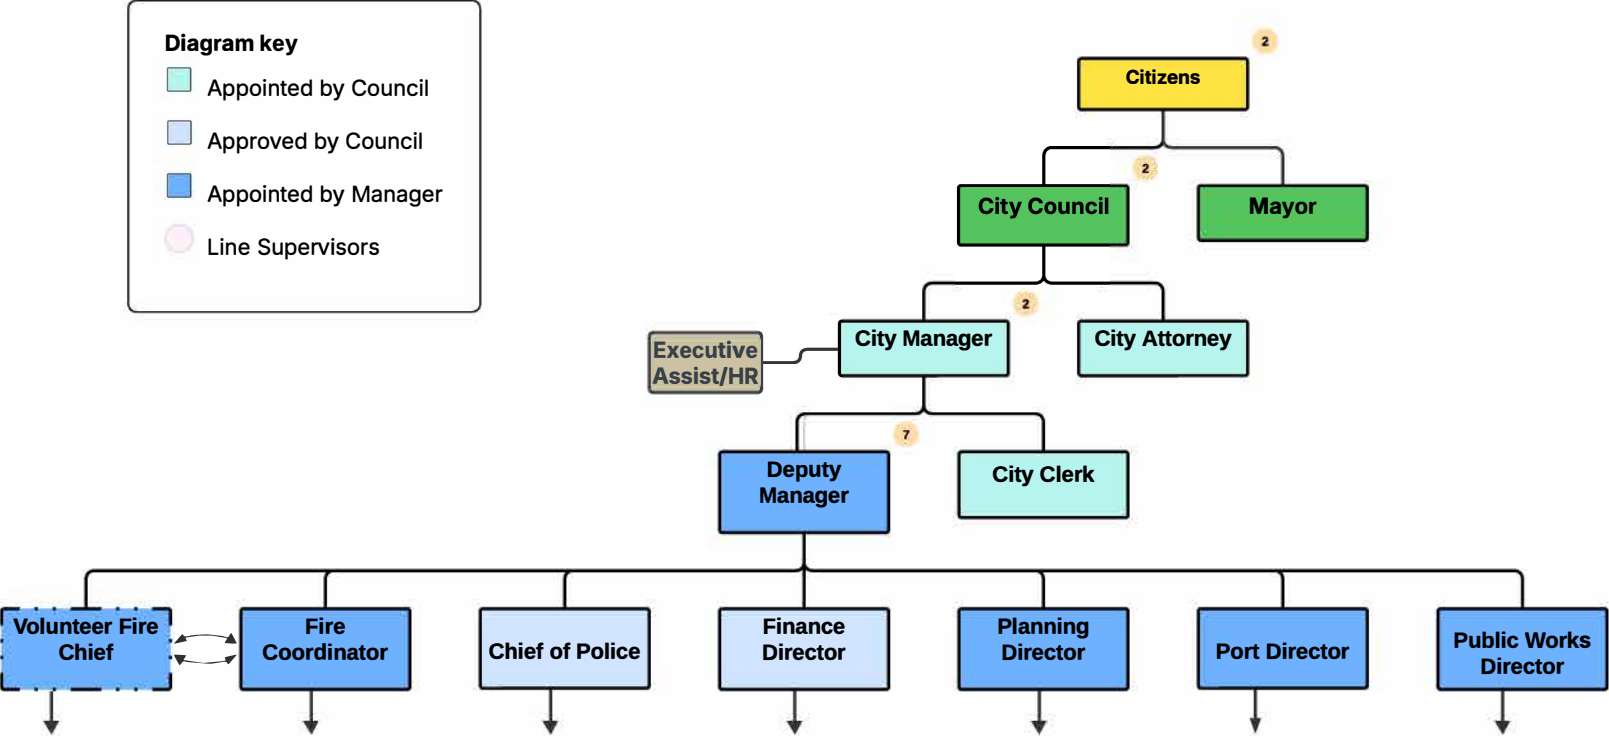 Diagram key
Appointed by Council
Approved by Council
Appointed by Manager
Line Supervisors
2
Citizens
2
City Council
Mayor
2
City Manager
City Attorney
Executive
Assist/HR
7
Deputy
Manager
City Clerk
Volunteer Fire
Chief
Fire
Coordinator
Chief of Police
Finance
Director
Planning
Director
Port Director
Public Works
Director